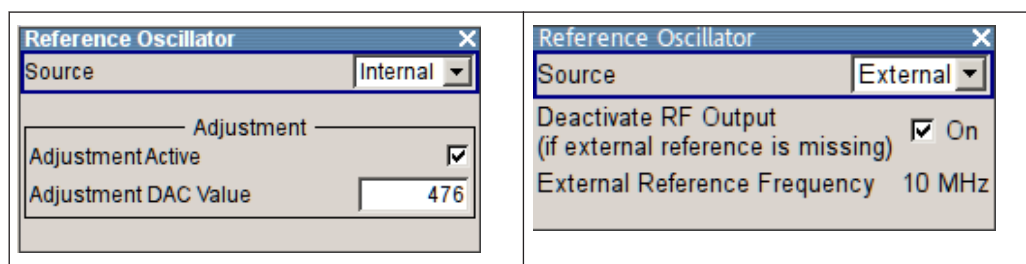 Reference Oscillator
Source Internal
Adjustment
Adjustment Active
Adjustment DAC Value 476
Reference Oscillator
Source External
Deactivate RF Output
(if external reference is missing) On
External Reference Frequency 10 MHz